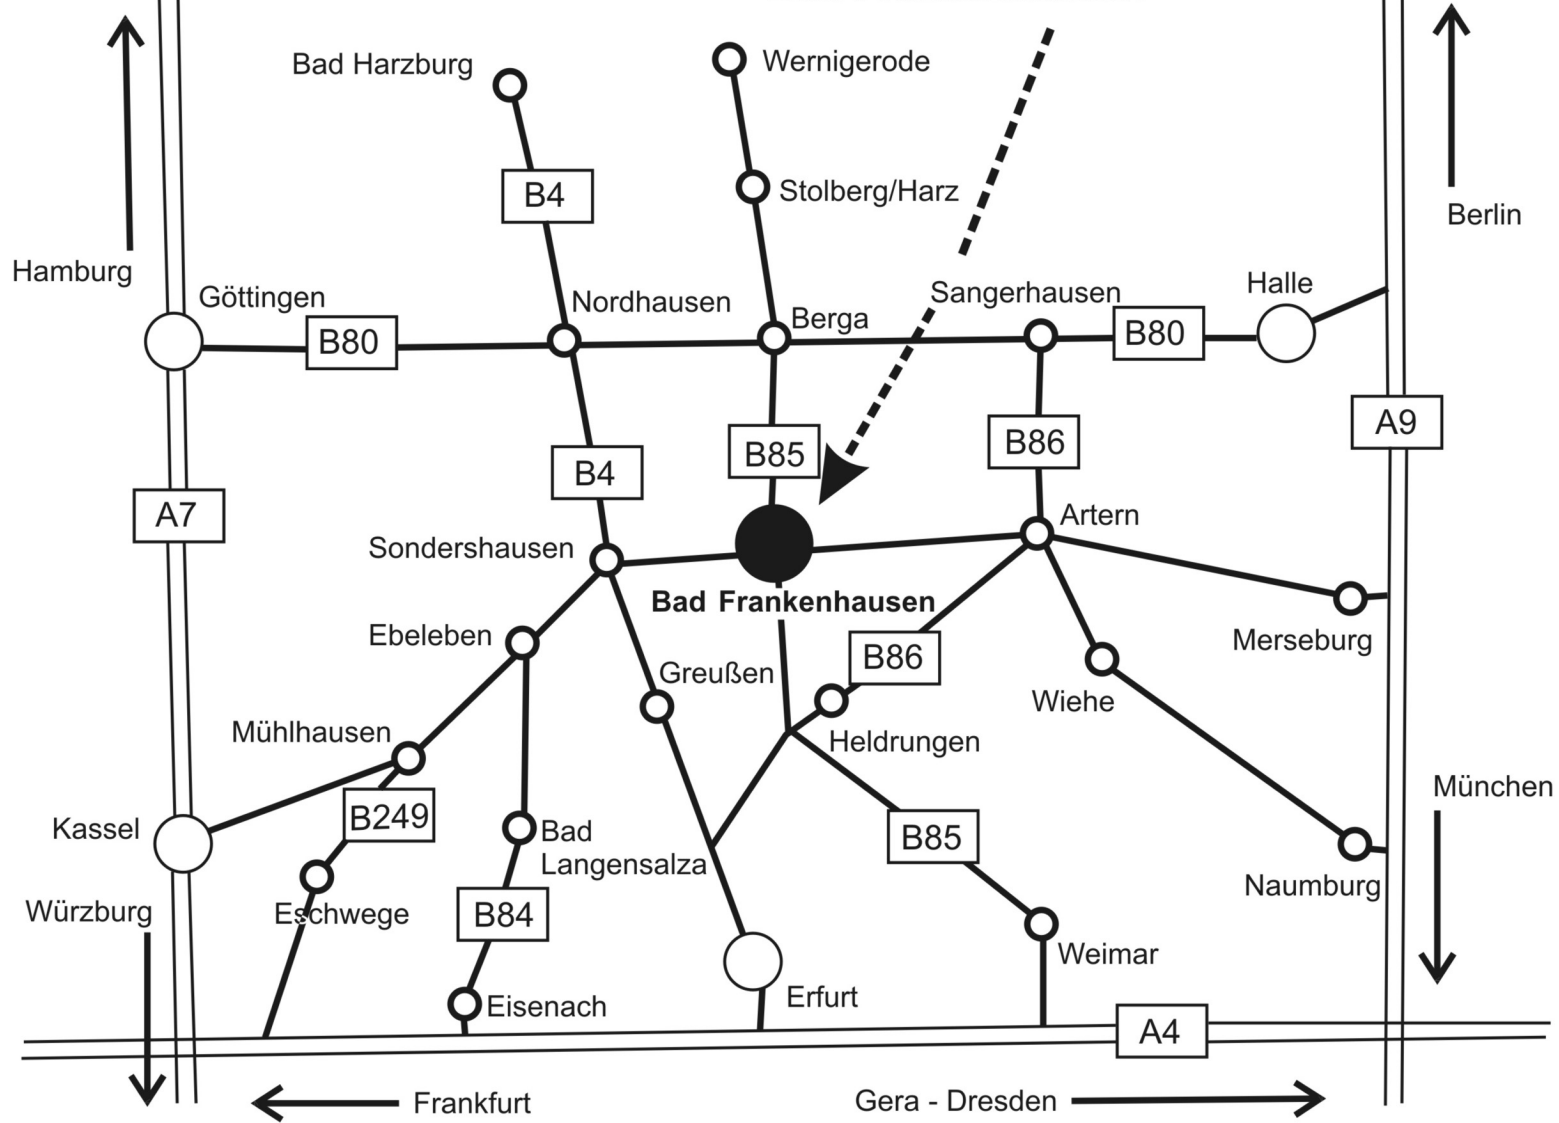 Bad Harzburg
Wernigerode
B4
Stolberg/Harz
Berlin
Hamburg
Göttingen
Nordhausen
Berga
Sangerhausen
Halle
B80
B80
A9
B4
B85
B86
A7
Sondershausen
Artern
Bad Frankenhausen
Ebeleben
Greußen
B86
Merseburg
Wiehe
Mühlhausen
Heldrungen
München
Kassel
B249
Bad
Langensalza
B85
Naumburg
Würzburg
Eschwege
B84
Weimar
Eisenach
Erfurt
A4
Frankfurt
Gera - Dresden